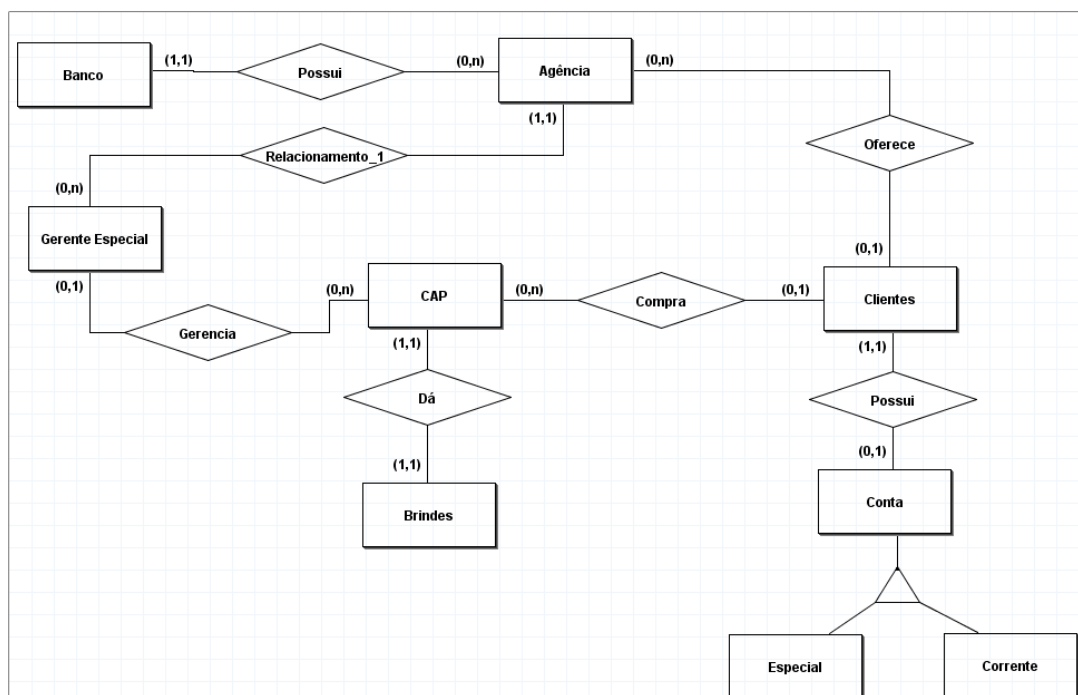 Banco
(1,1)
Possui
(0,n)
Agência
(0,n)
(1,1)
Relacionamento_1
Oferece
(0,n)
Gerente Especial
(0,1)
(0,1)
Gerencia
(0,n)
CAP
(0,n)
Compra
(0,1)
Clientes
(1,1)
(1,1)
Dá
Possui
(1,1)
(0,1)
Brindes
Conta
Especial
Corrente